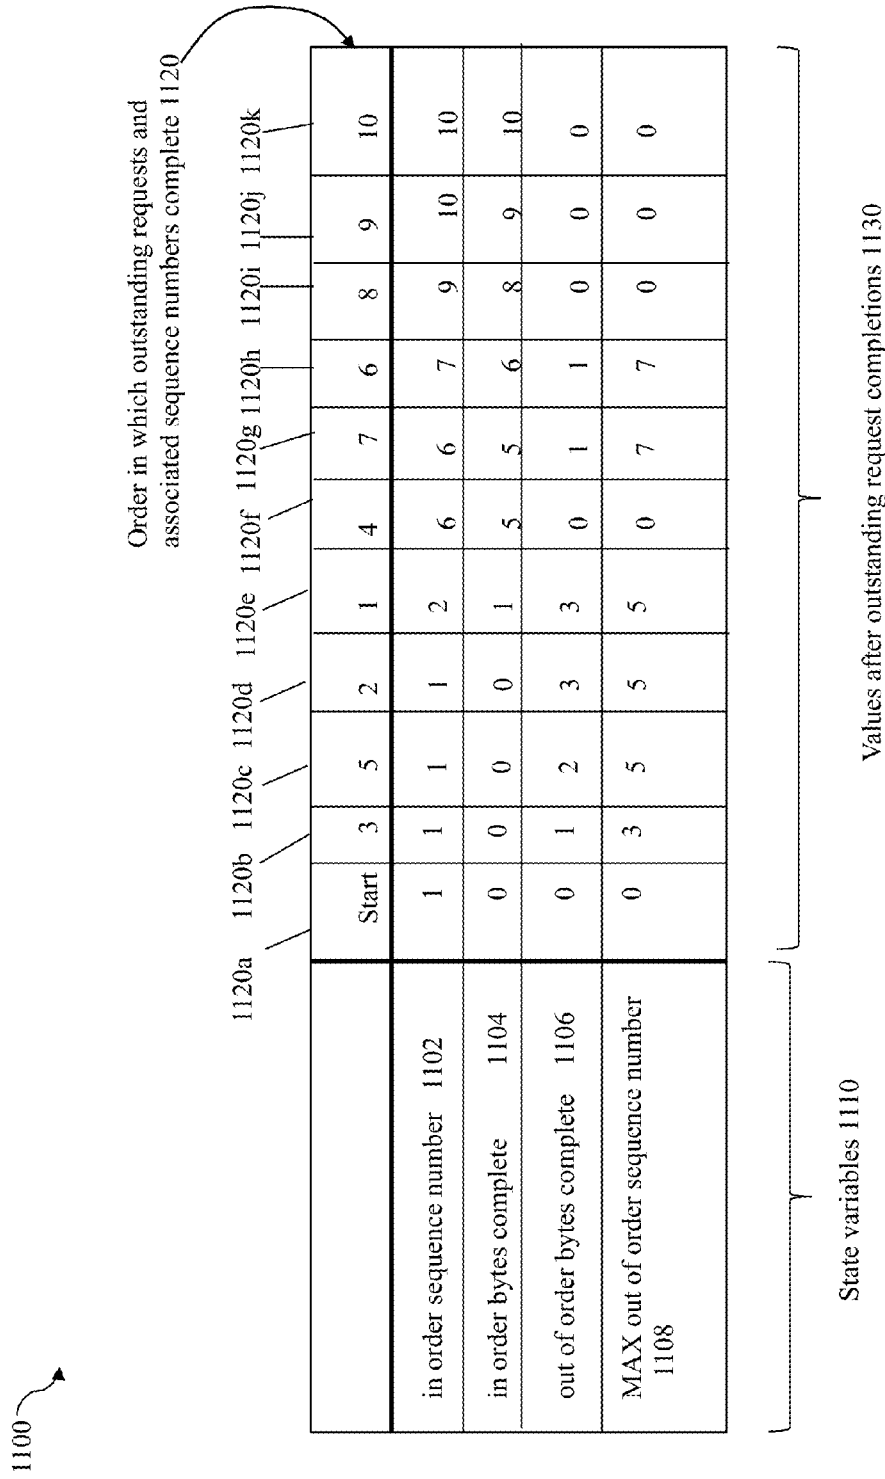 1100
Order in which outstanding requests and
associated sequence numbers complete 1120
1120a 1120b 1120c 1120d 1120e 1120f 1120g 1120h 1120i 1120j 1120k
Start 3 5 2 1 4 7 6 8 9 10
in order sequence number 1102 1 1 1 1 2 6 6 7 9 10 10
in order bytes complete 1104 0 0 0 0 1 5 5 6 8 9 10
out of order bytes complete 1106 0 1 2 3 3 0 1 1 0 0 0
MAX out of order sequence number 0 3 5 5 5 0 7 7 0 0 0
1108
State variables 1110
Values after outstanding request completions 1130